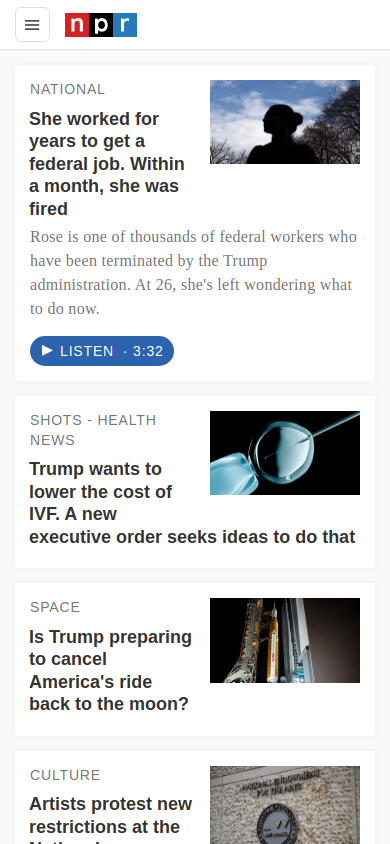 npr
NATIONAL
She worked for
years to get a
federal job. Within
a month, she was
fired
Rose is one of thousands of federal workers who
have been terminated by the Trump
administration. At 26, she's left wondering what
to do now.
LISTEN · 3:32
SHOTS - HEALTH
NEWS
Trump wants to
lower the cost of
IVF. A new
executive order seeks ideas to do that
SPACE
Is Trump preparing
to cancel
America's ride
back to the moon?
CULTURE
Artists protest new
restrictions at the
FOR THE ARTS